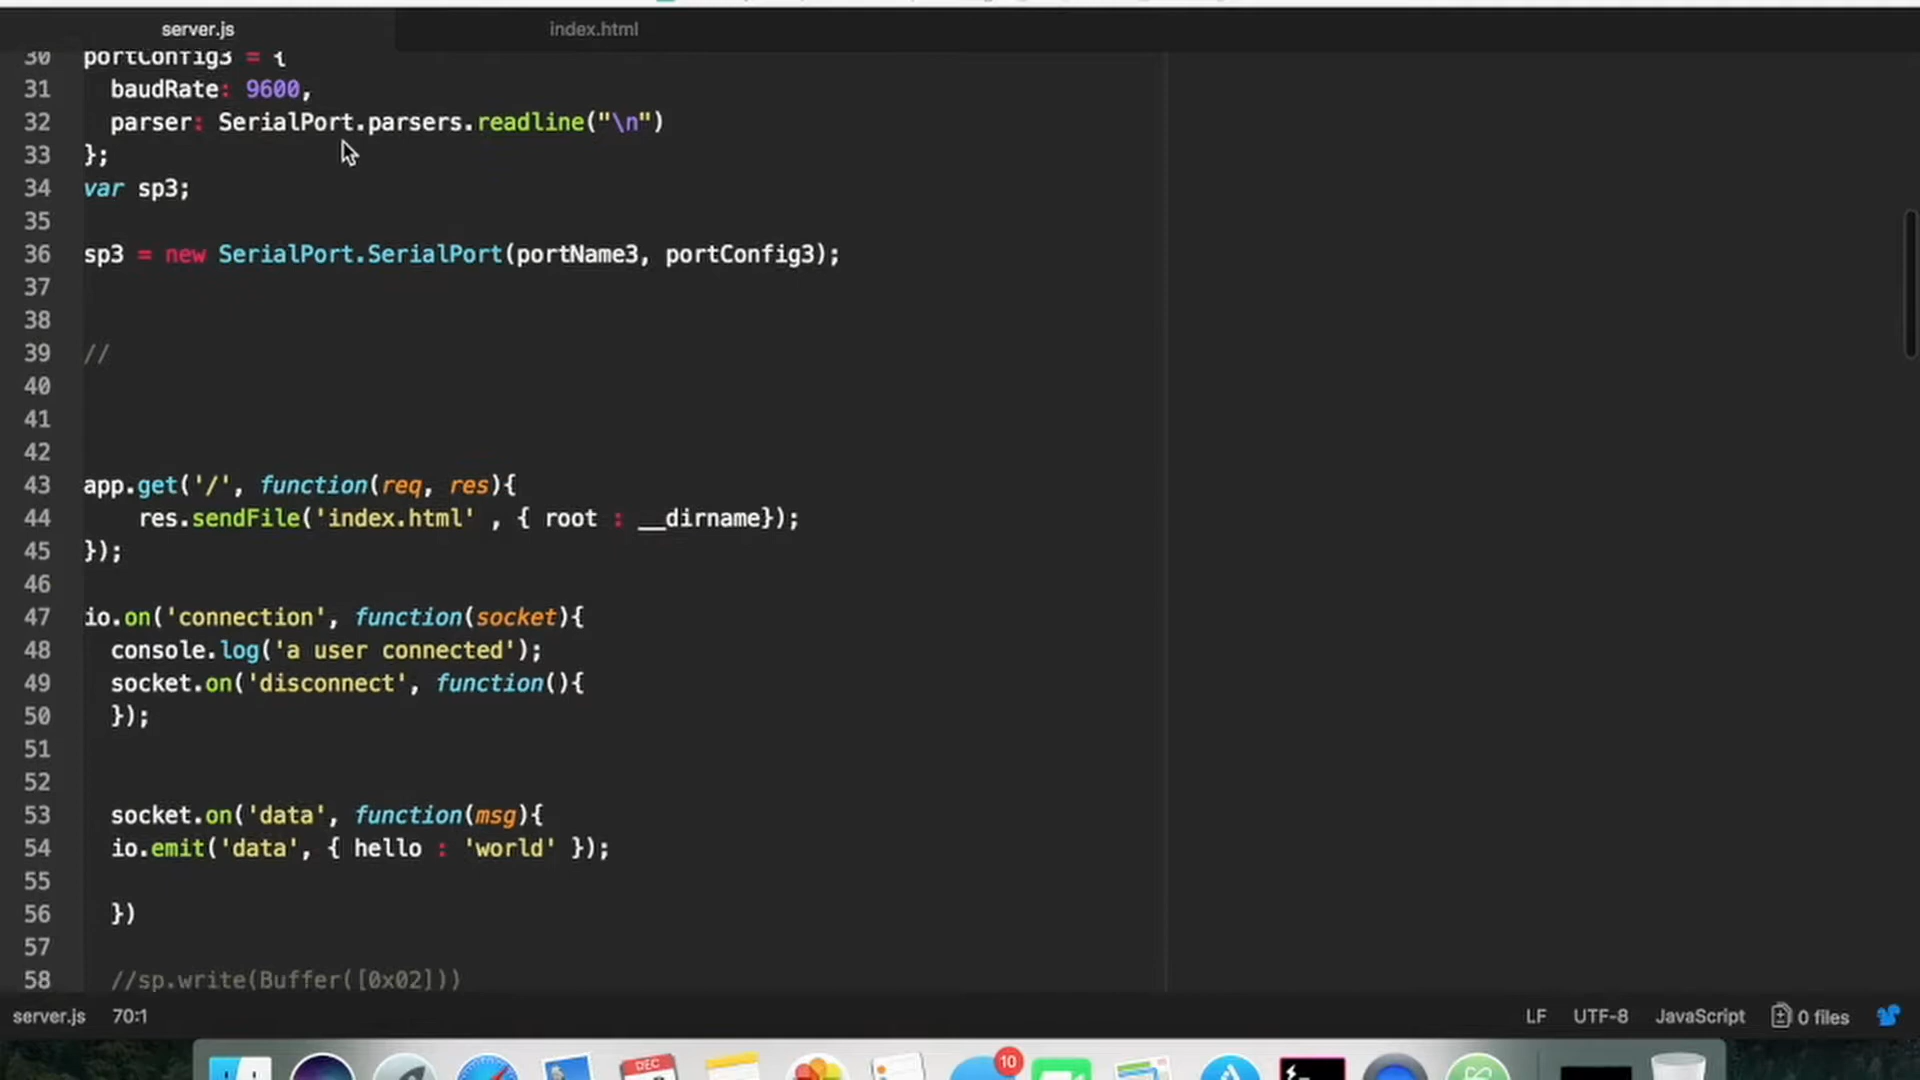 server.js index.html
30 portConfig3 = {
31 baudRate: 9600,
32 parser: SerialPort.parsers.readline("\n")
33 };
34 var sp3;
35
36 sp3 = new SerialPort.SerialPort(portName3, portConfig3);
37
38
39 //
40
41
42
43 app.get('/', function(req, res){
44 res.sendFile('index.html' , { root : __dirname});
45 });
46
47 io.on('connection', function(socket){
48 console.log('a user connected');
49 socket.on('disconnect', function(){
50 });
51
52
53 socket.on('data', function(msg){
54 io.emit('data', { hello : 'world' });
55
56 })
57
58 //sp.write(Buffer([0x02]))
server.js 70:1 LF UTF-8 JavaScript 0 files
DEC 10